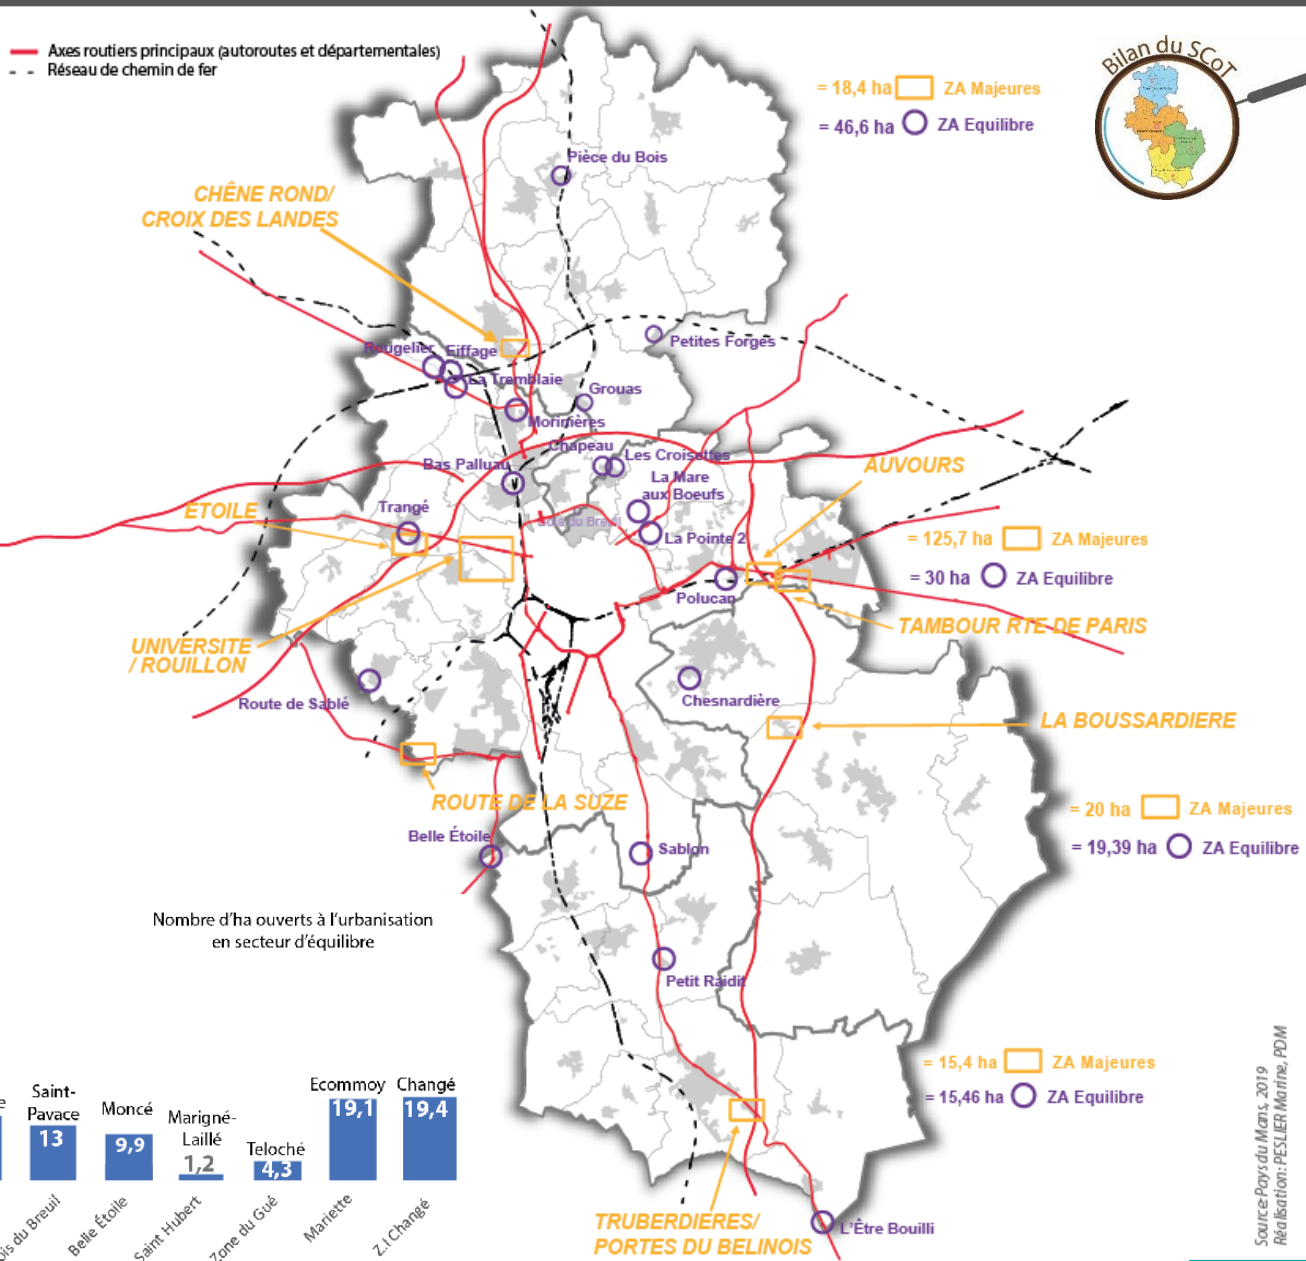 Axes routiers principaux (autoroutes et départementales)
Réseau de chemin de fer
Bilan du SCoT
= 18,4 ha ZA Majeures
= 46,6 ha ZA Equilibre
Pièce du Bois
CHÊNE ROND/
CROIX DES LANDES
Petites Forges
Rougelier Eiffage
La Tremblaie
Grouas
Morinières
Chapeau
Les Croisettes
Bas Palluau
La Mare
aux Boeufs
AUVOURS
ÉTOILE
Trangé
Bois du Breuil
La Pointe 2
= 125,7 ha ZA Majeures
= 30 ha ZA Equilibre
Polucan
TAMBOUR RTE DE PARIS
UNIVERSITE
/ ROUILLON
Route de Sablé
Chesnardière
LA BOUSSARDIERE
ROUTE DE LA SUZE
= 20 ha ZA Majeures
= 19,39 ha ZA Equilibre
Belle Étoile
Sablon
Nombre d'ha ouverts à l'urbanisation
en secteur d'équilibre
Petit Raidit
= 15,4 ha ZA Majeures
= 15,46 ha ZA Equilibre
e
Saint-
Pavace
13
Moncé
9,9
Marigné-
Laillé
1,2
Teloché
4,3
Ecommoy
19,1
Changé
19,4
ois du Breuil
Belle Étoile
Saint Hubert
Zone du Gué
Mariette
Z.I Changé
TRUBERDIERES/
PORTES DU BELINOIS
L'Être Bouilli
Source:Pays du Mans, 2019
Réalisation: PESLIER Marine, PDM